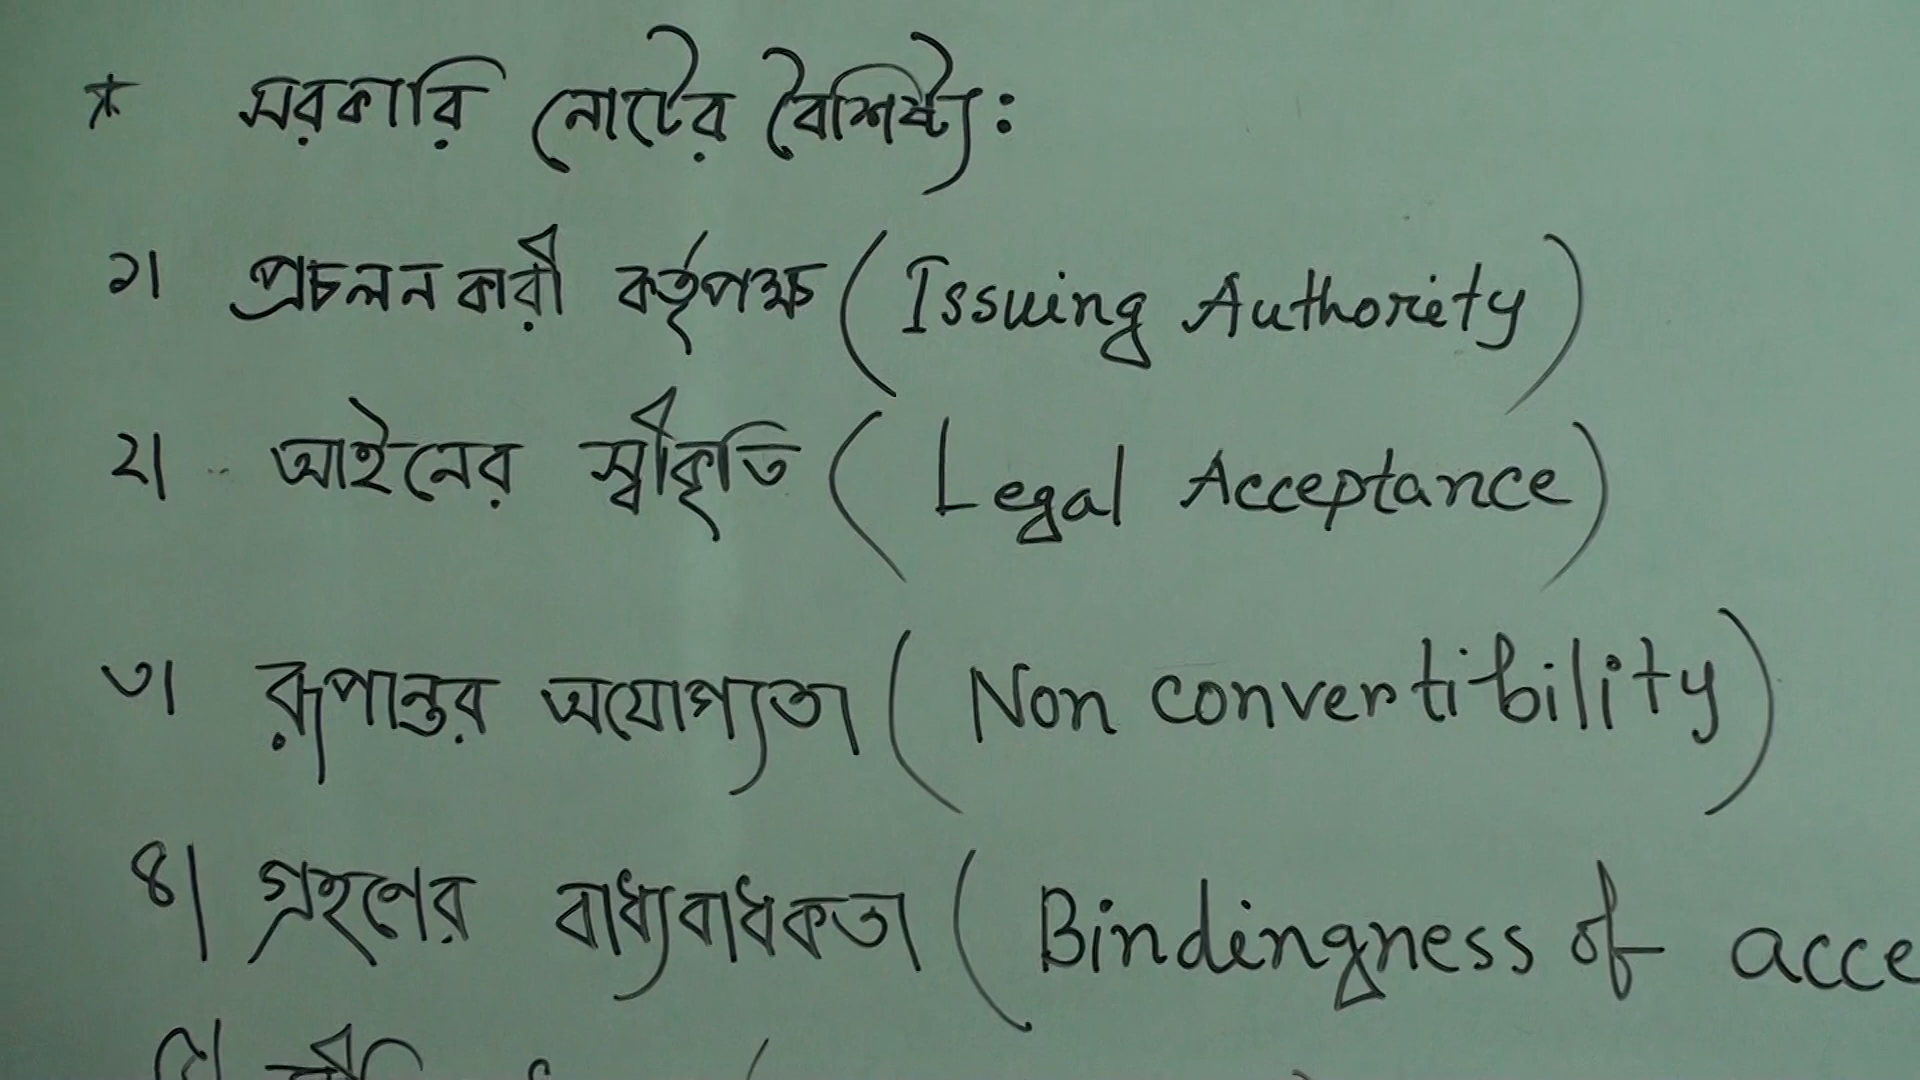 * সরকারি নোটের বৈশিষ্ট্য:
১। প্রচলনকারী কর্তৃপক্ষ (Issuing Authority)
২। আইনের স্বীকৃতি (Legal Acceptance)
৩। রূপান্তর অযোগ্যতা (Non convertibility)
৪। গ্রহণের বাধ্যবাধকতা (Bindingness of acce